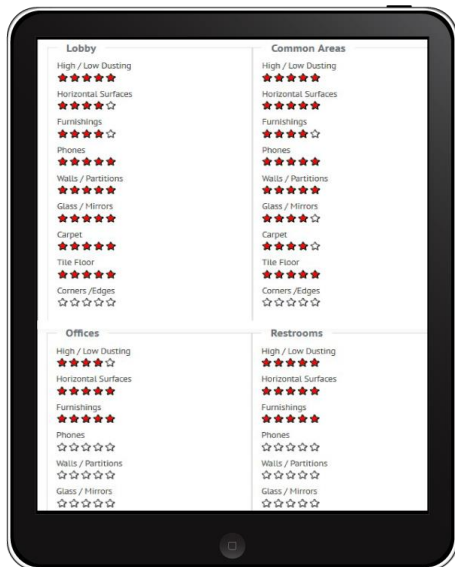 Lobby
High / Low Dusting
Horizontal Surfaces
Furnishings
Phones
Walls / Partitions
Glass / Mirrors
Carpet
Tile Floor
Corners /Edges
Common Areas
High / Low Dusting
Horizontal Surfaces
Furnishings
Phones
Walls / Partitions
Glass / Mirrors
Carpet
Tile Floor
Corners /Edges
Offices
High / Low Dusting
Horizontal Surfaces
Furnishings
Phones
Walls / Partitions
Glass / Mirrors
Restrooms
High / Low Dusting
Horizontal Surfaces
Furnishings
Phones
Walls / Partitions
Glass / Mirrors